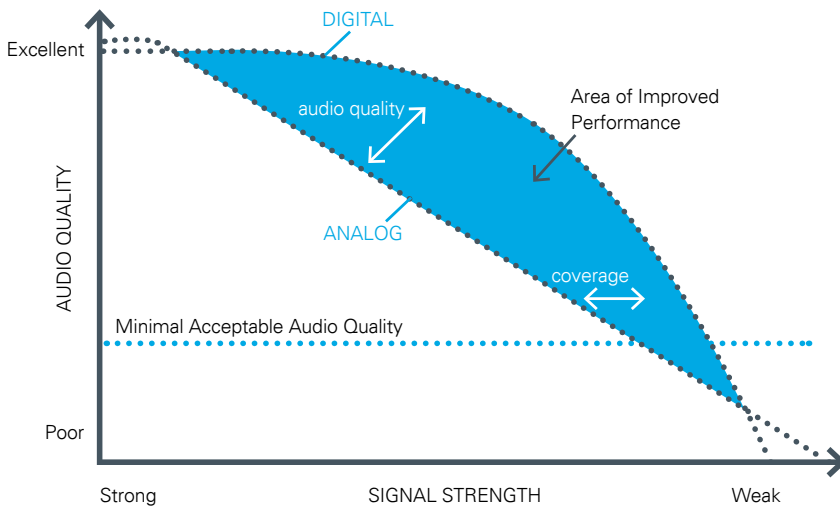 DIGITAL
Excellent
audio quality
Area of Improved
Performance
AUDIO QUALITY
ANALOG
coverage
Minimal Acceptable Audio Quality
Poor
Strong
SIGNAL STRENGTH
Weak